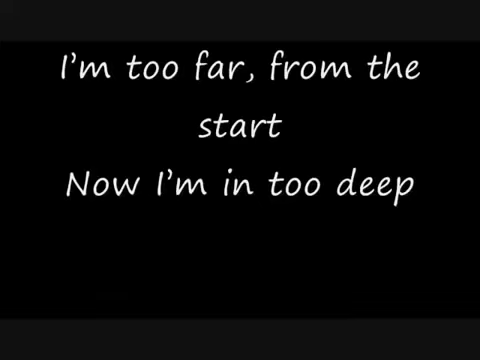 I'm too far, from the
start
Now I'm in too deep